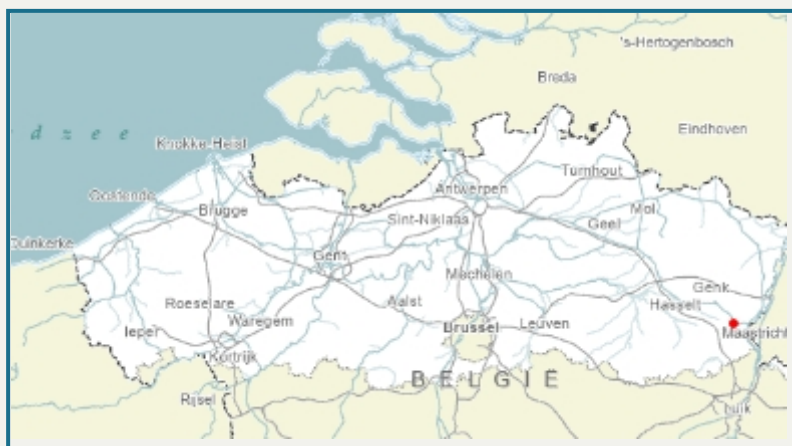 's-Hertogenbosch
Breda
Eindhoven
d z e e
Knokke-Heist
Turnhout
Antwerpen
Oostende
Mol
Brugge
Sint-Niklaas
Geel
Duinkerke
Gent
Mechelen
Genk
Roeselare
Aalst
Hasselt
Waregem
Ieper
Brussel
Leuven
Maastricht
Kortrijk
BELGIË
Rijsel
Luik